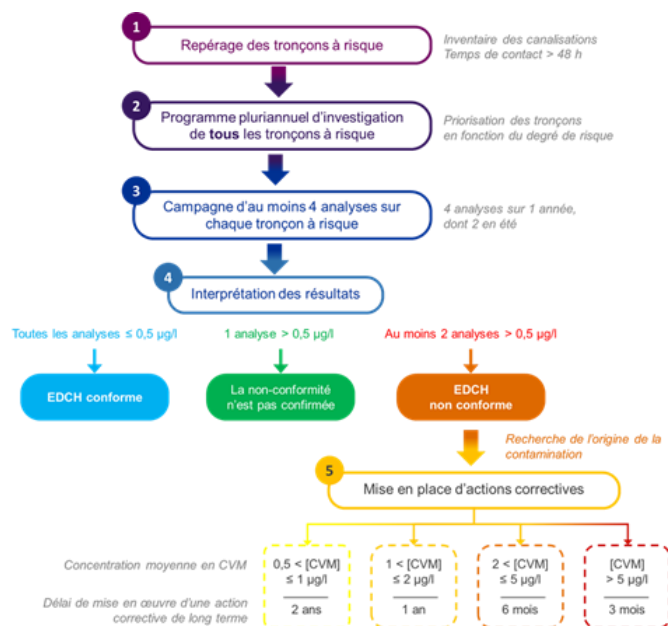 1
Repérage des tronçons à risque
Inventaire des canalisations
Temps de contact > 48 h
2
Programme pluriannuel d'investigation
de tous les tronçons à risque
Priorisation des tronçons
en fonction du degré de risque
3
Campagne d'au moins 4 analyses sur
chaque tronçon à risque
4 analyses sur 1 année,
dont 2 en été
4
Interprétation des résultats
Toutes les analyses ≤ 0,5 µg/l
1 analyse > 0,5 µg/l
Au moins 2 analyses > 0,5 µg/l
EDCH conforme
La non-conformité
n'est pas confirmée
EDCH
non conforme
Recherche de l'origine de la
contamination
5
Mise en place d'actions correctives
Concentration moyenne en CVM
0,5 < [CVM]
≤ 1 µg/l
1 < [CVM]
≤ 2 µg/l
2 < [CVM]
≤ 5 µg/l
[CVM]
> 5 µg/l
Délai de mise en œuvre d'une action
corrective de long terme
2 ans
1 an
6 mois
3 mois